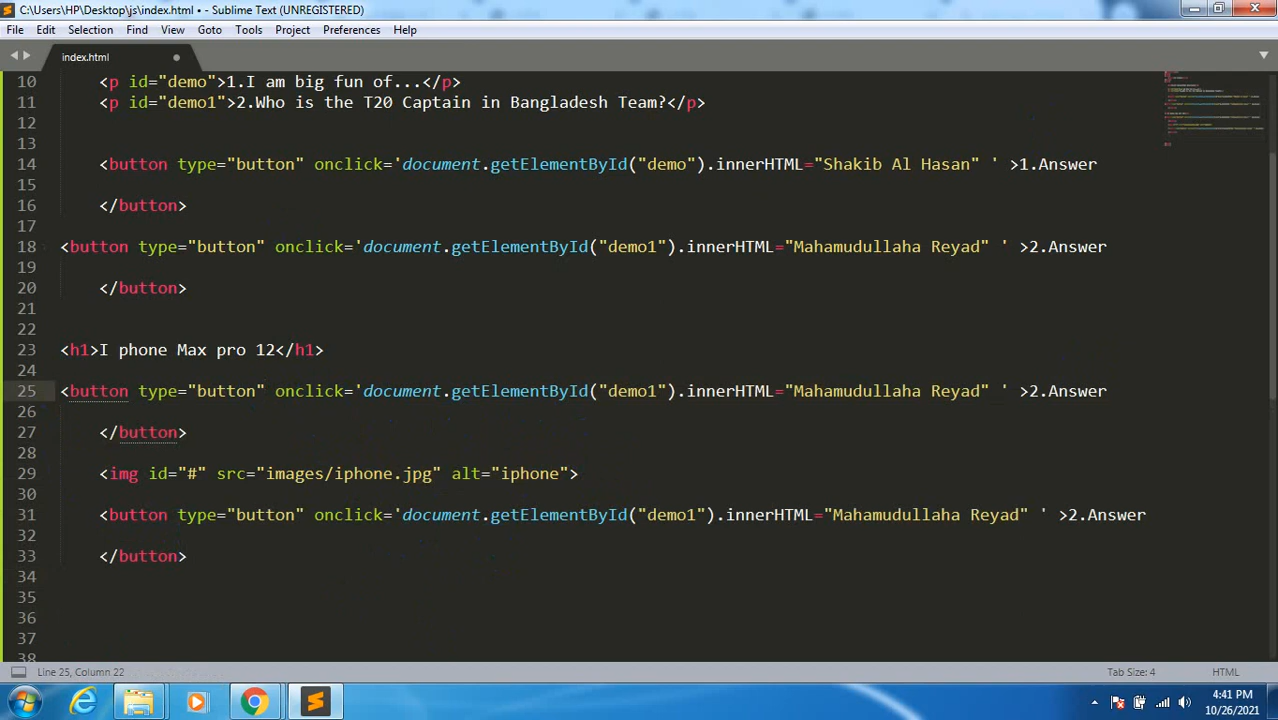 C:\Users\HP\Desktop\js\index.html • - Sublime Text (UNREGISTERED)
File Edit Selection Find View Goto Tools Project Preferences Help
index.html
10 <p id="demo">1.I am big fun of...</p>
11 <p id="demo1">2.Who is the T20 Captain in Bangladesh Team?</p>
12
13
14 <button type="button" onclick='document.getElementById("demo").innerHTML="Shakib Al Hasan" ' >1.Answer
15
16 </button>
17
18 <button type="button" onclick='document.getElementById("demo1").innerHTML="Mahamudullaha Reyad" ' >2.Answer
19
20 </button>
21
22
23 <h1>I phone Max pro 12</h1>
24
25 <button type="button" onclick='document.getElementById("demo1").innerHTML="Mahamudullaha Reyad" ' >2.Answer
26
27 </button>
28
29 <img id="#" src="images/iphone.jpg" alt="iphone">
30
31 <button type="button" onclick='document.getElementById("demo1").innerHTML="Mahamudullaha Reyad" ' >2.Answer
32
33 </button>
34
35
36
37
38
Line 25, Column 22 Tab Size: 4 HTML
4:41 PM
10/26/2021